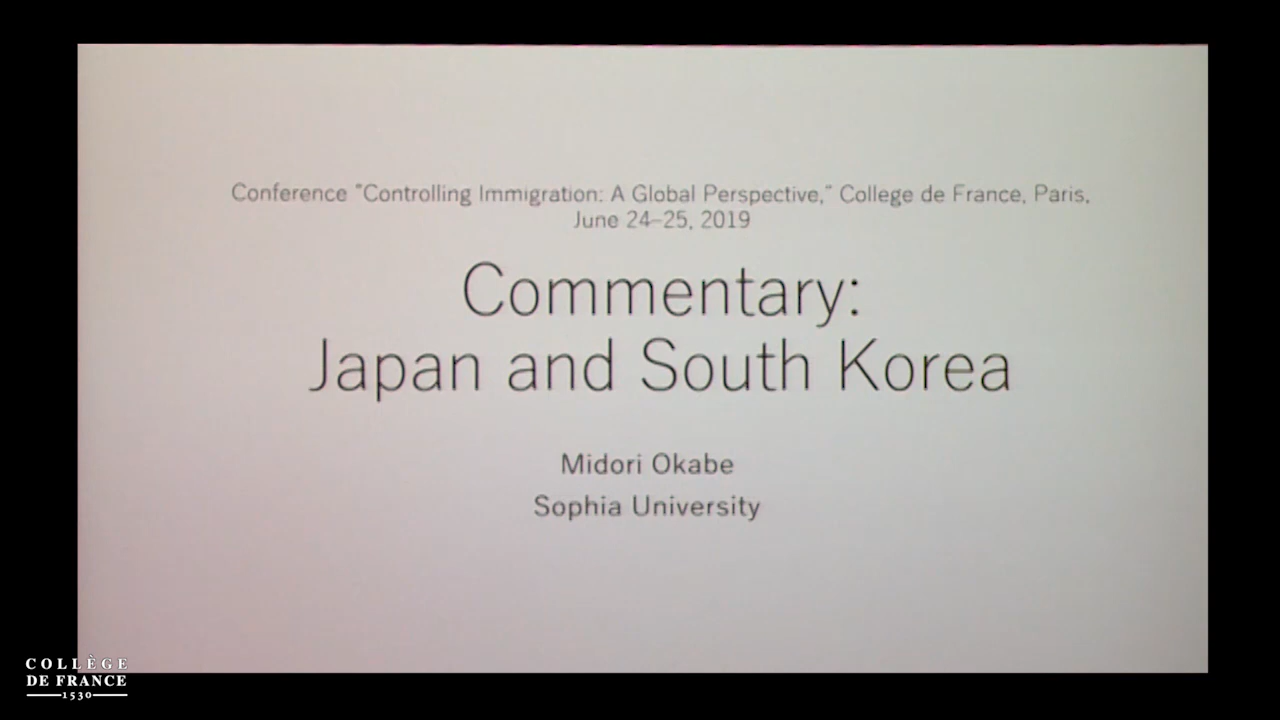 Conference "Controlling Immigration: A Global Perspective," College de France, Paris,
June 24–25, 2019
Commentary:
Japan and South Korea
Midori Okabe
Sophia University
COLLÈGE
DE FRANCE
1530